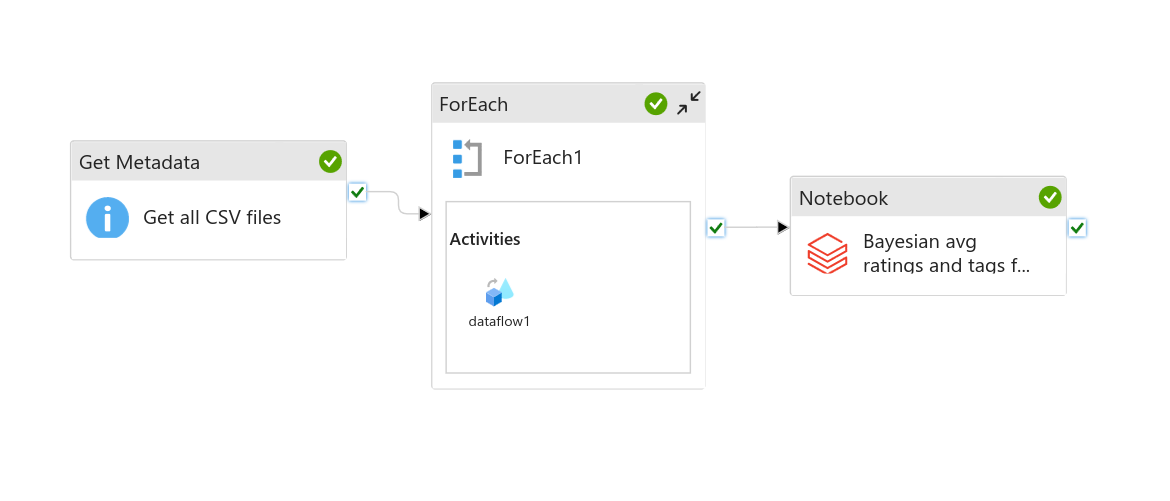 Get Metadata
Get all CSV files
ForEach
ForEach1
Activities
dataflow1
Notebook
Bayesian avg
ratings and tags f...